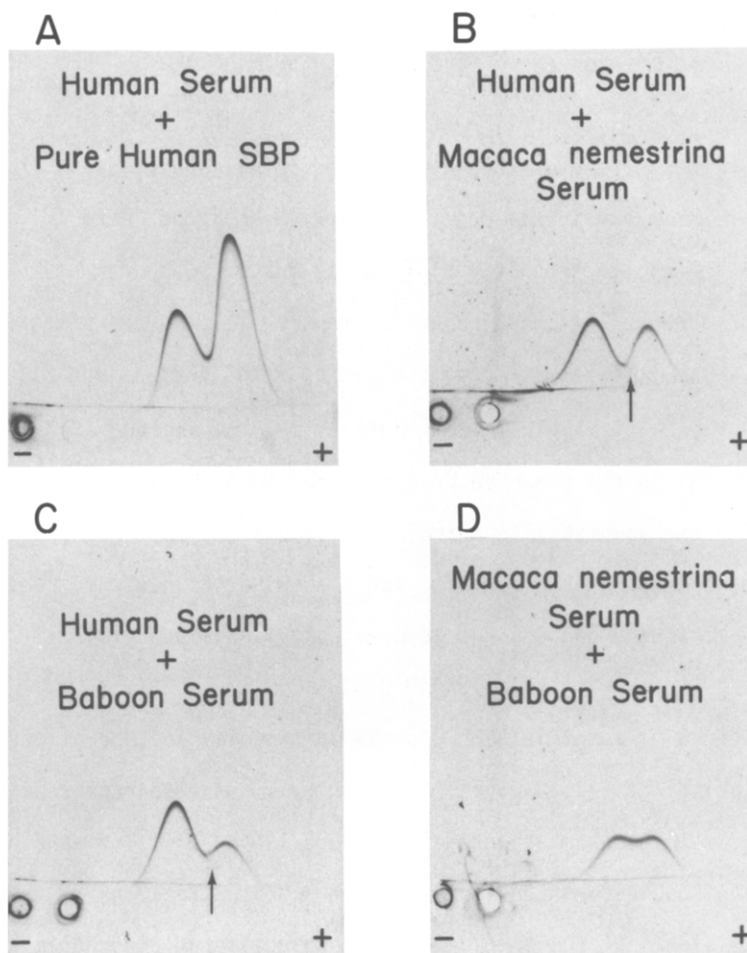 A
Human Serum
+
Pure Human SBP
− +
B
Human Serum
+
Macaca nemestrina
Serum
− +
C
Human Serum
+
Baboon Serum
− +
D
Macaca nemestrina
Serum
+
Baboon Serum
− +